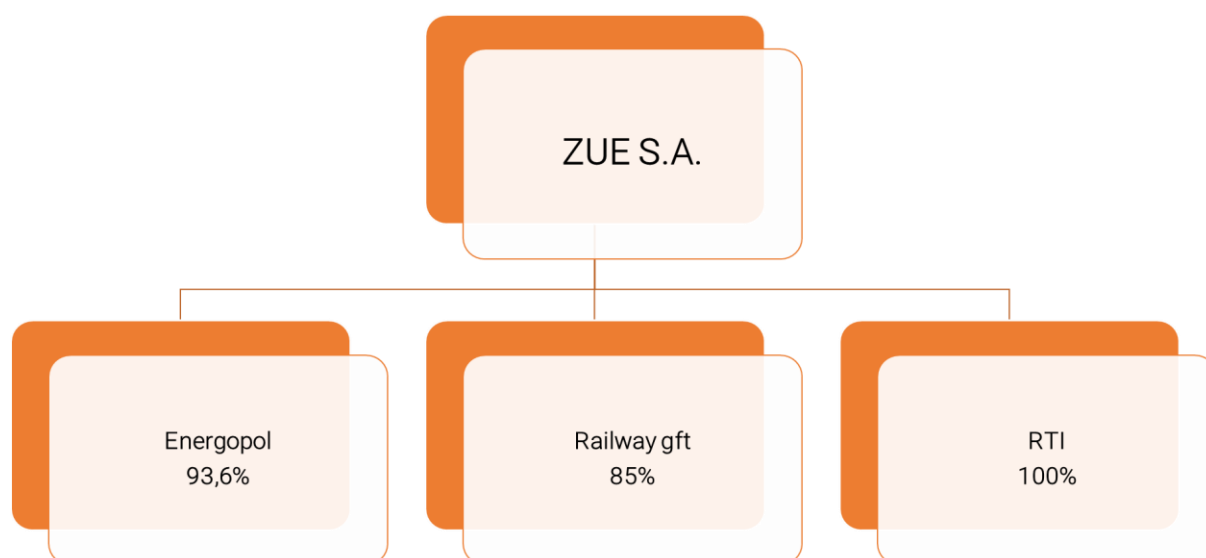 ZUE S.A.
Energopol
93,6%
Railway gft
85%
RTI
100%